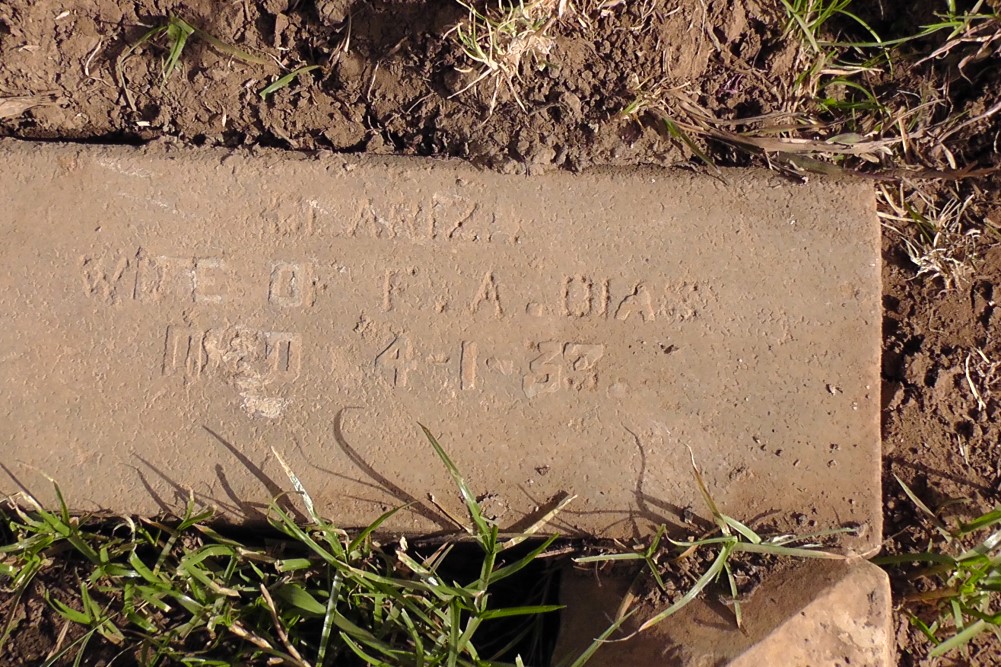 WIFE OF F. A. DIAS
DIED 4-1-33.